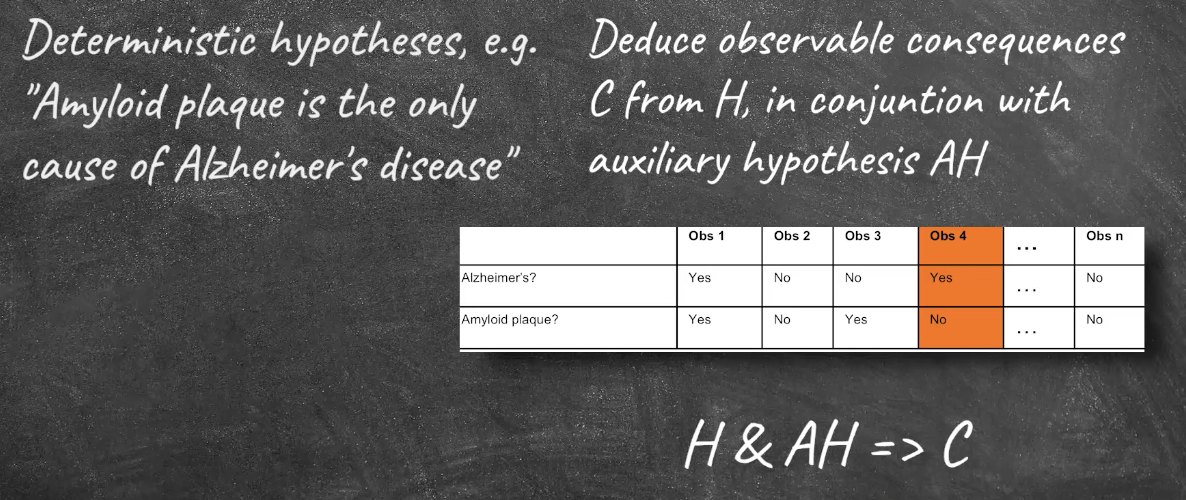 Deterministic hypotheses, e.g.
"Amyloid plaque is the only
cause of Alzheimer's disease"
Deduce observable consequences
C from H, in conjuntion with
auxiliary hypothesis AH
Obs 1 Obs 2 Obs 3 Obs 4 ... Obs n
Alzheimer's? Yes No No Yes ... No
Amyloid plaque? Yes No Yes No ... No
H & AH => C